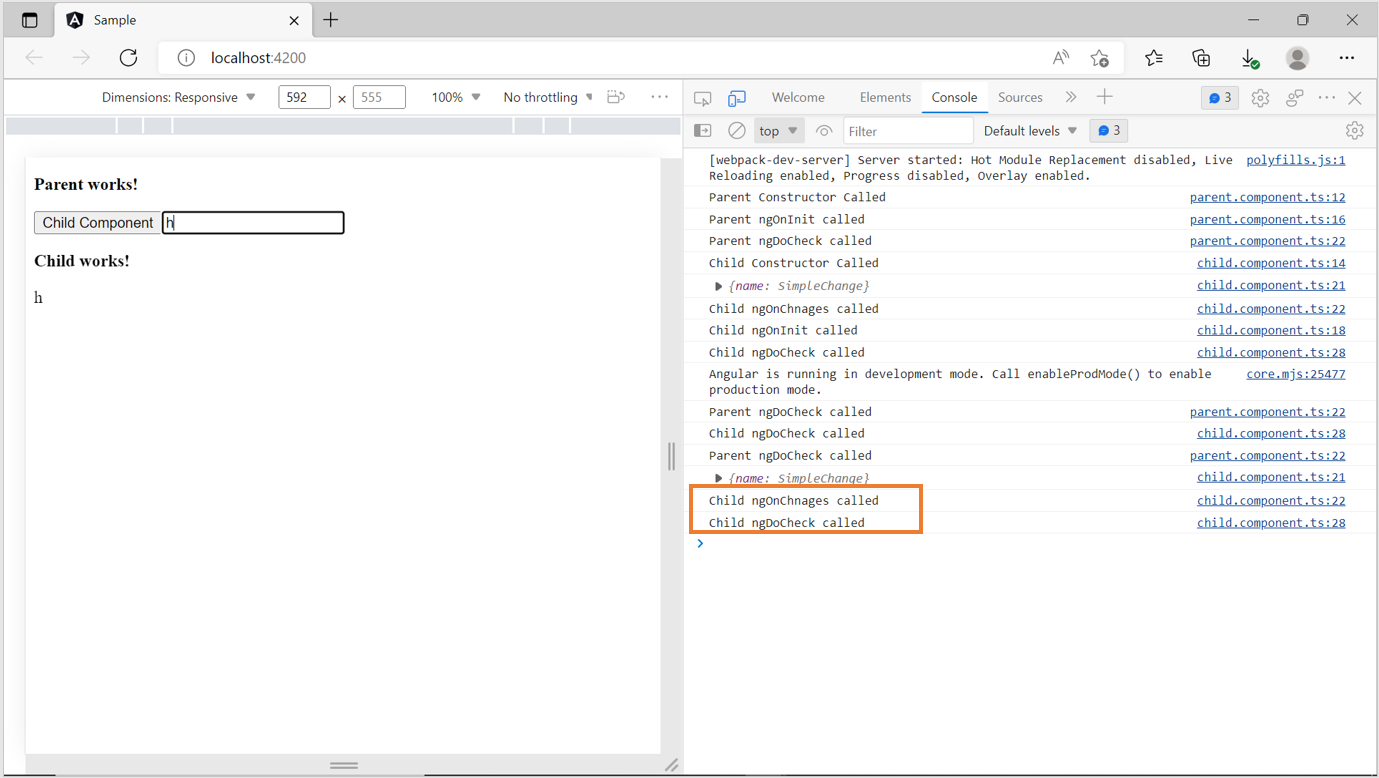 Sample
localhost:4200
Dimensions: Responsive 592 × 555 100% No throttling
Welcome Elements Console Sources 3
top Filter Default levels 3
Parent works!
Child Component h
Child works!
h
[webpack-dev-server] Server started: Hot Module Replacement disabled, Live polyfills.js:1
Reloading enabled, Progress disabled, Overlay enabled.
Parent Constructor Called parent.component.ts:12
Parent ngOnInit called parent.component.ts:16
Parent ngDoCheck called parent.component.ts:22
Child Constructor Called child.component.ts:14
{name: SimpleChange} child.component.ts:21
Child ngOnChnages called child.component.ts:22
Child ngOnInit called child.component.ts:18
Child ngDoCheck called child.component.ts:28
Angular is running in development mode. Call enableProdMode() to enable core.mjs:25477
production mode.
Parent ngDoCheck called parent.component.ts:22
Child ngDoCheck called child.component.ts:28
Parent ngDoCheck called parent.component.ts:22
{name: SimpleChange} child.component.ts:21
Child ngOnChnages called child.component.ts:22
Child ngDoCheck called child.component.ts:28